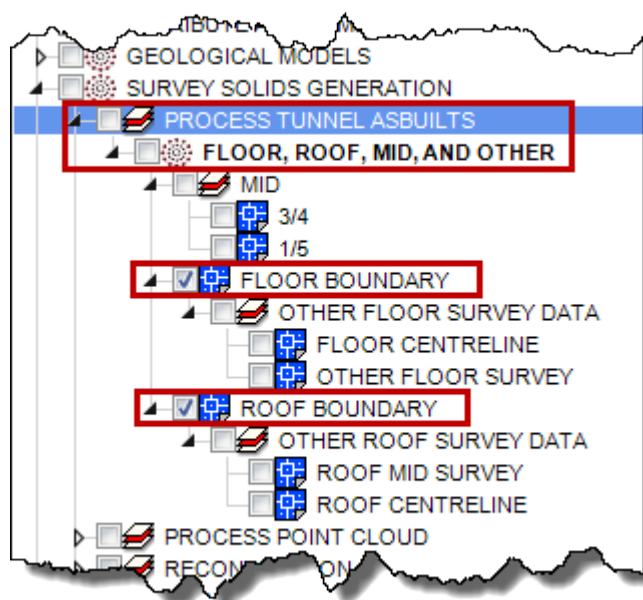 GEOLOGICAL MODELS
SURVEY SOLIDS GENERATION
PROCESS TUNNEL ASBUILTS
FLOOR, ROOF, MID, AND OTHER
MID
3/4
1/5
FLOOR BOUNDARY
OTHER FLOOR SURVEY DATA
FLOOR CENTRELINE
OTHER FLOOR SURVEY
ROOF BOUNDARY
OTHER ROOF SURVEY DATA
ROOF MID SURVEY
ROOF CENTRELINE
PROCESS POINT CLOUD